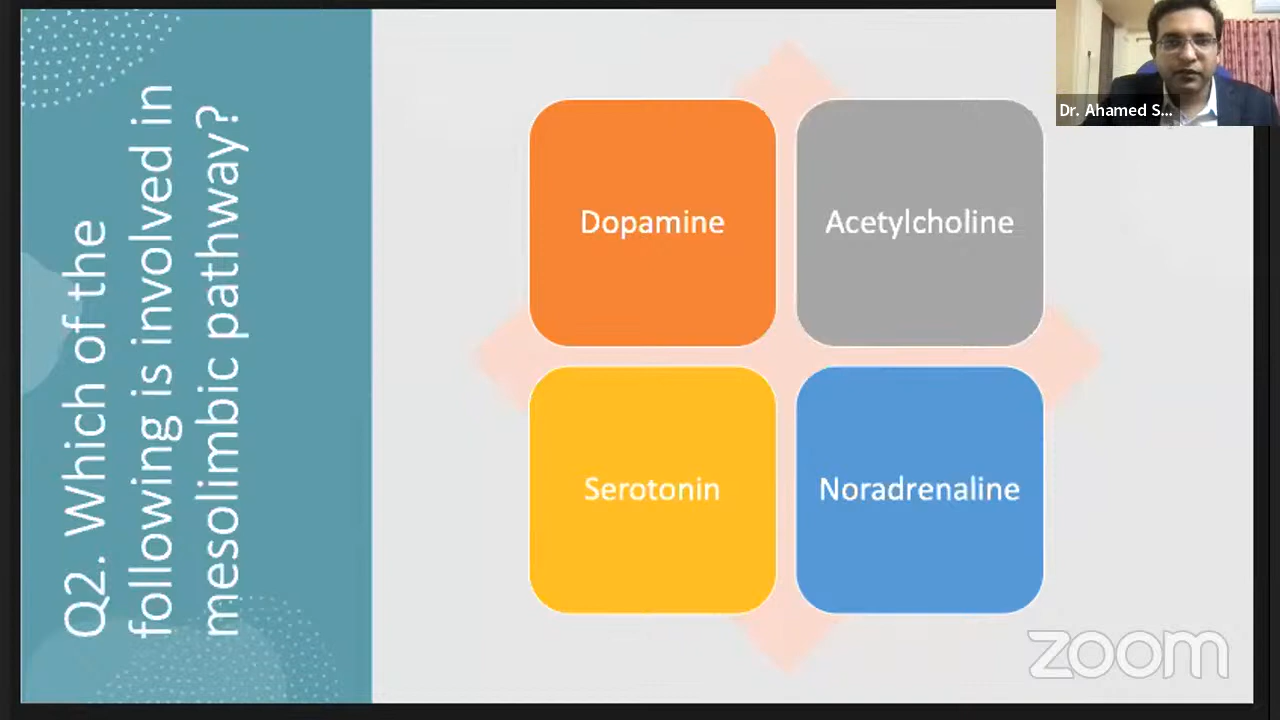 Q2. Which of the
following is involved in
mesolimbic pathway?
Dopamine
Acetylcholine
Serotonin
Noradrenaline
Dr. Ahamed S...
zoom